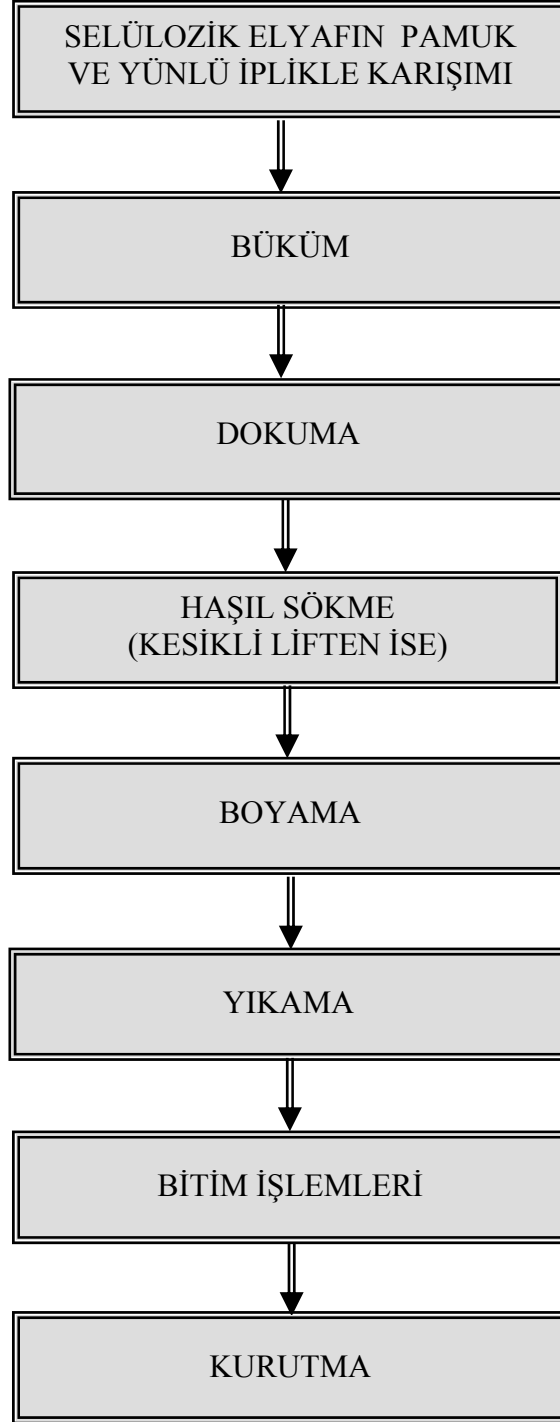 SELÜLOZİK ELYAFIN PAMUK
VE YÜNLÜ İPLİKLE KARIŞIMI
BÜKÜM
DOKUMA
HAŞIL SÖKME
(KESİKLİ LİFTEN İSE)
BOYAMA
YIKAMA
BİTİM İŞLEMLERİ
KURUTMA